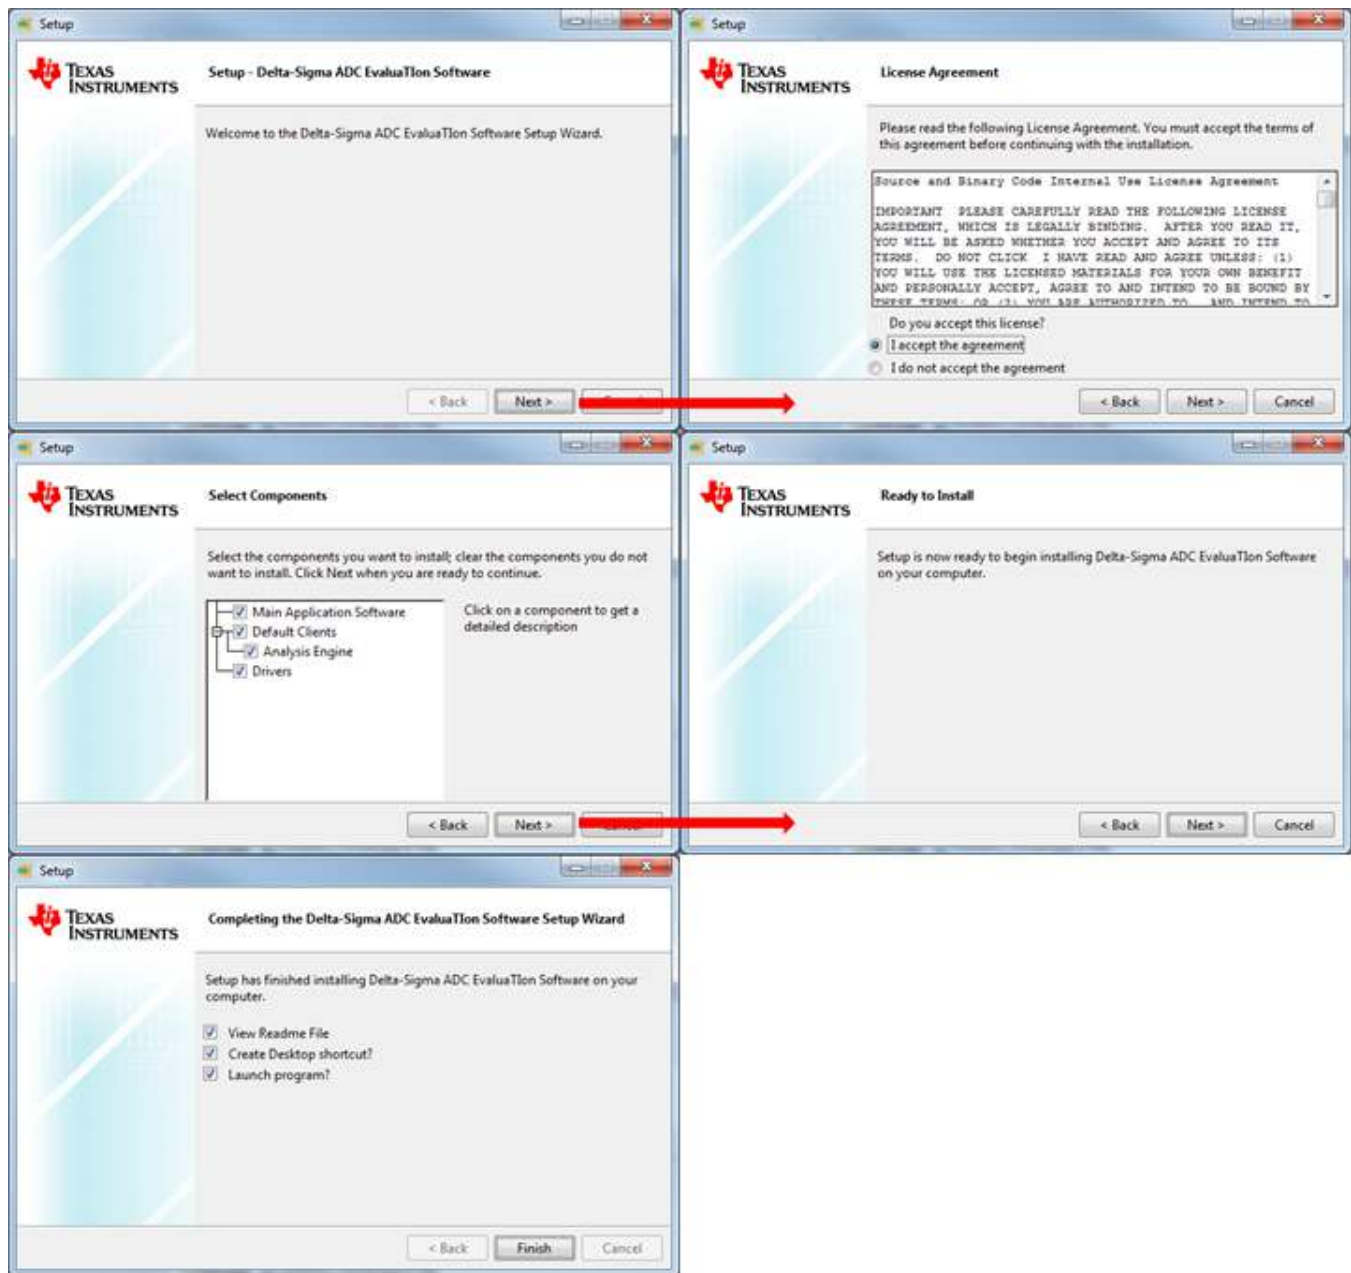 Setup
TEXAS
INSTRUMENTS
Setup - Delta-Sigma ADC EvaluaTIon Software
Welcome to the Delta-Sigma ADC EvaluaTIon Software Setup Wizard.
< Back Next >
Setup
TEXAS
INSTRUMENTS
License Agreement
Please read the following License Agreement. You must accept the terms of
this agreement before continuing with the installation.
Source and Binary Code Internal Use License Agreement
IMPORTANT PLEASE CAREFULLY READ THE FOLLOWING LICENSE
AGREEMENT, WHICH IS LEGALLY BINDING. AFTER YOU READ IT,
YOU WILL BE ASKED WHETHER YOU ACCEPT AND AGREE TO ITS
TERMS. DO NOT CLICK I HAVE READ AND AGREE UNLESS: (1)
YOU WILL USE THE LICENSED MATERIALS FOR YOUR OWN BENEFIT
AND PERSONALLY ACCEPT, AGREE TO AND INTEND TO BE BOUND BY
THESE TERMS; OR (2) YOU ARE AUTHORIZED TO, AND INTEND TO
Do you accept this license?
I accept the agreement
I do not accept the agreement
< Back Next > Cancel
Setup
TEXAS
INSTRUMENTS
Select Components
Select the components you want to install; clear the components you do not
want to install. Click Next when you are ready to continue.
Main Application Software
Default Clients
Analysis Engine
Drivers
Click on a component to get a
detailed description
< Back Next >
Setup
TEXAS
INSTRUMENTS
Ready to Install
Setup is now ready to begin installing Delta-Sigma ADC EvaluaTIon Software
on your computer.
< Back Next > Cancel
Setup
TEXAS
INSTRUMENTS
Completing the Delta-Sigma ADC EvaluaTIon Software Setup Wizard
Setup has finished installing Delta-Sigma ADC EvaluaTIon Software on your
computer.
View Readme File
Create Desktop shortcut?
Launch program?
< Back Finish Cancel